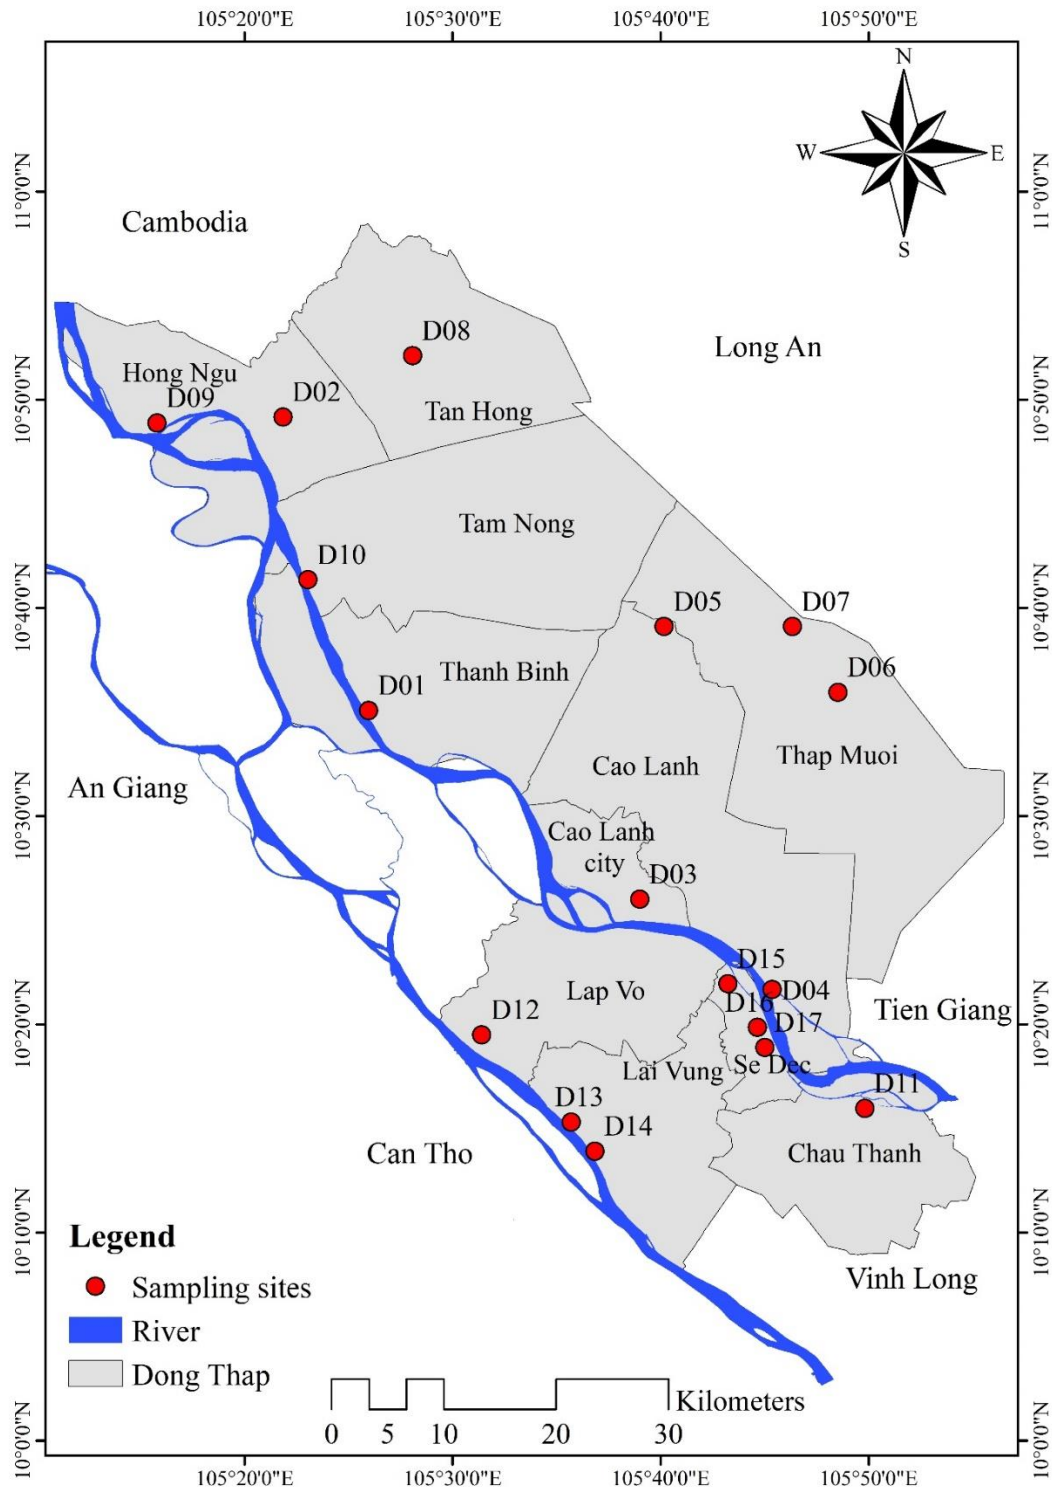 105°20'0"E 105°30'0"E 105°40'0"E 105°50'0"E
N
W E
S
11°0'0"N 11°0'0"N
Cambodia
D08
Long An
Hong Ngu
D09 D02
10°50'0"N 10°50'0"N
Tan Hong
Tam Nong
D10
10°40'0"N 10°40'0"N
D05 D07
Thanh Binh
D01
D06
Thap Muoi
Cao Lanh
An Giang
10°30'0"N 10°30'0"N
Cao Lanh
city
D03
D15
Lap Vo
D16 D04
Tien Giang
D12
D17
10°20'0"N 10°20'0"N
Lai Vung Se Dec
D13 D11
D14
Can Tho
Chau Thanh
Legend
10°10'0"N 10°10'0"N
Vinh Long
Sampling sites
River
Dong Thap
Kilometers
0 5 10 20 30
10°0'0"N 10°0'0"N
105°20'0"E 105°30'0"E 105°40'0"E 105°50'0"E